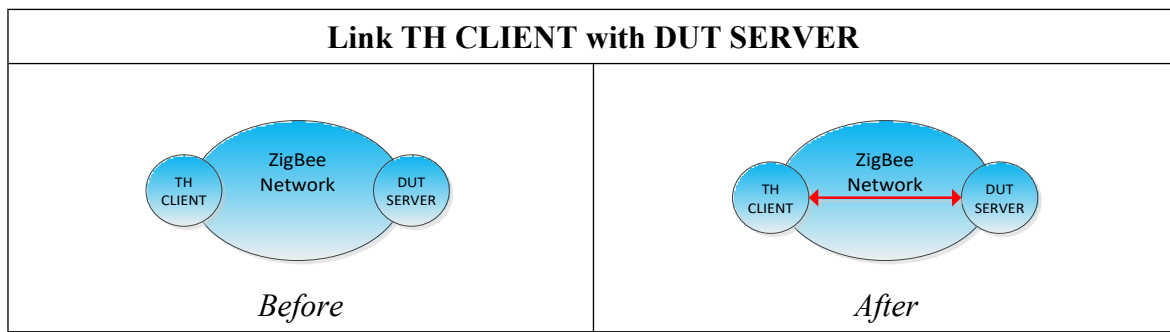 Link TH CLIENT with DUT SERVER
ZigBee
Network
TH
CLIENT
DUT
SERVER
Before
ZigBee
Network
TH
CLIENT
DUT
SERVER
After